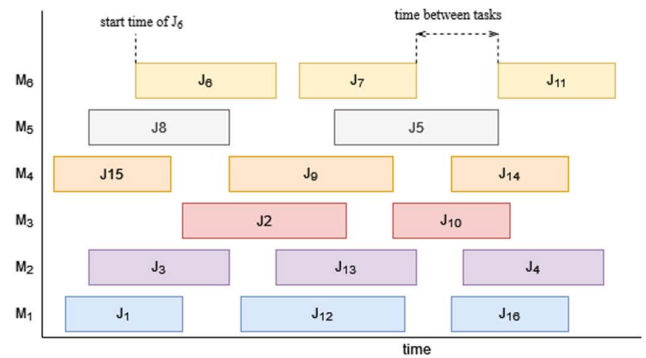 start time of J6
time between tasks
M6 J6 J7 J11
M5 J8 J5
M4 J15 J9 J14
M3 J2 J10
M2 J3 J13 J4
M1 J1 J12 J16
time